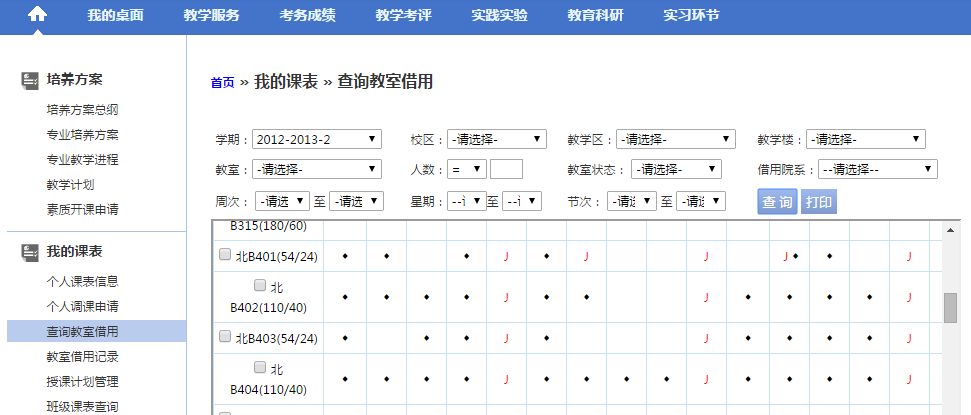 我的桌面 教学服务 考务成绩 教学考评 实践实验 教育科研 实习环节
培养方案
培养方案总纲
专业培养方案
专业教学进程
教学计划
素质开课申请
我的课表
个人课表信息
个人调课申请
查询教室借用
教室借用记录
授课计划管理
班级课表查询
首页 » 我的课表 » 查询教室借用
学期： 2012-2013-2 校区： -请选择- 教学区： -请选择- 教学楼： -请选择-
教室： -请选择- 人数： = 教室状态： -请选择- 借用院系： --请选择--
周次： -请选 至 -请选 星期： --请 至 --请 节次： -请选 至 -请选 查 询 打印
B315(180/60)
北B401(54/24) ◆ ◆ ◆ J ◆ J J J ◆ ◆ J
北
B402(110/40) ◆ ◆ ◆ ◆ J ◆ ◆ J ◆ ◆ ◆ ◆ J
北B403(54/24) ◆ ◆ ◆ J ◆ J ◆ ◆ ◆ ◆ J
北
B404(110/40) ◆ ◆ ◆ ◆ J ◆ ◆ ◆ ◆ J ◆ ◆ ◆ ◆ J